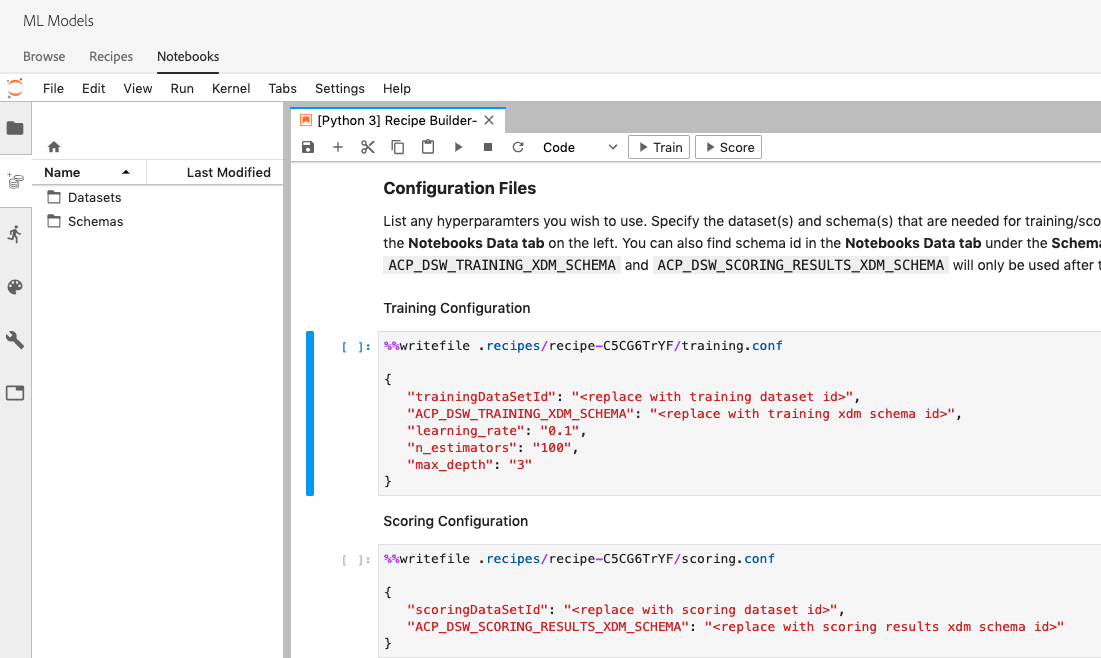 ML Models
Browse Recipes Notebooks
File Edit View Run Kernel Tabs Settings Help
[Python 3] Recipe Builder-
Code Train Score
Name Last Modified
Datasets
Schemas
Configuration Files
List any hyperparamters you wish to use. Specify the dataset(s) and schema(s) that are needed for training/sco
the Notebooks Data tab on the left. You can also find schema id in the Notebooks Data tab under the Schema
ACP_DSW_TRAINING_XDM_SCHEMA and ACP_DSW_SCORING_RESULTS_XDM_SCHEMA will only be used after t
Training Configuration
[ ]: %%writefile .recipes/recipe-C5CG6TrYF/training.conf
{
"trainingDataSetId": "<replace with training dataset id>",
"ACP_DSW_TRAINING_XDM_SCHEMA": "<replace with training xdm schema id>",
"learning_rate": "0.1",
"n_estimators": "100",
"max_depth": "3"
}
Scoring Configuration
[ ]: %%writefile .recipes/recipe-C5CG6TrYF/scoring.conf
{
"scoringDataSetId": "<replace with scoring dataset id>",
"ACP_DSW_SCORING_RESULTS_XDM_SCHEMA": "<replace with scoring results xdm schema id>"
}